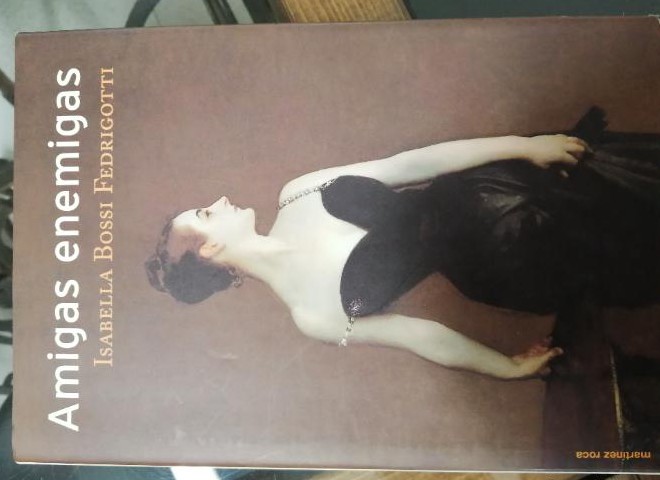 Amigas enemigas
ISABELLA BOSSI FEDRIGOTTI
martínez roca